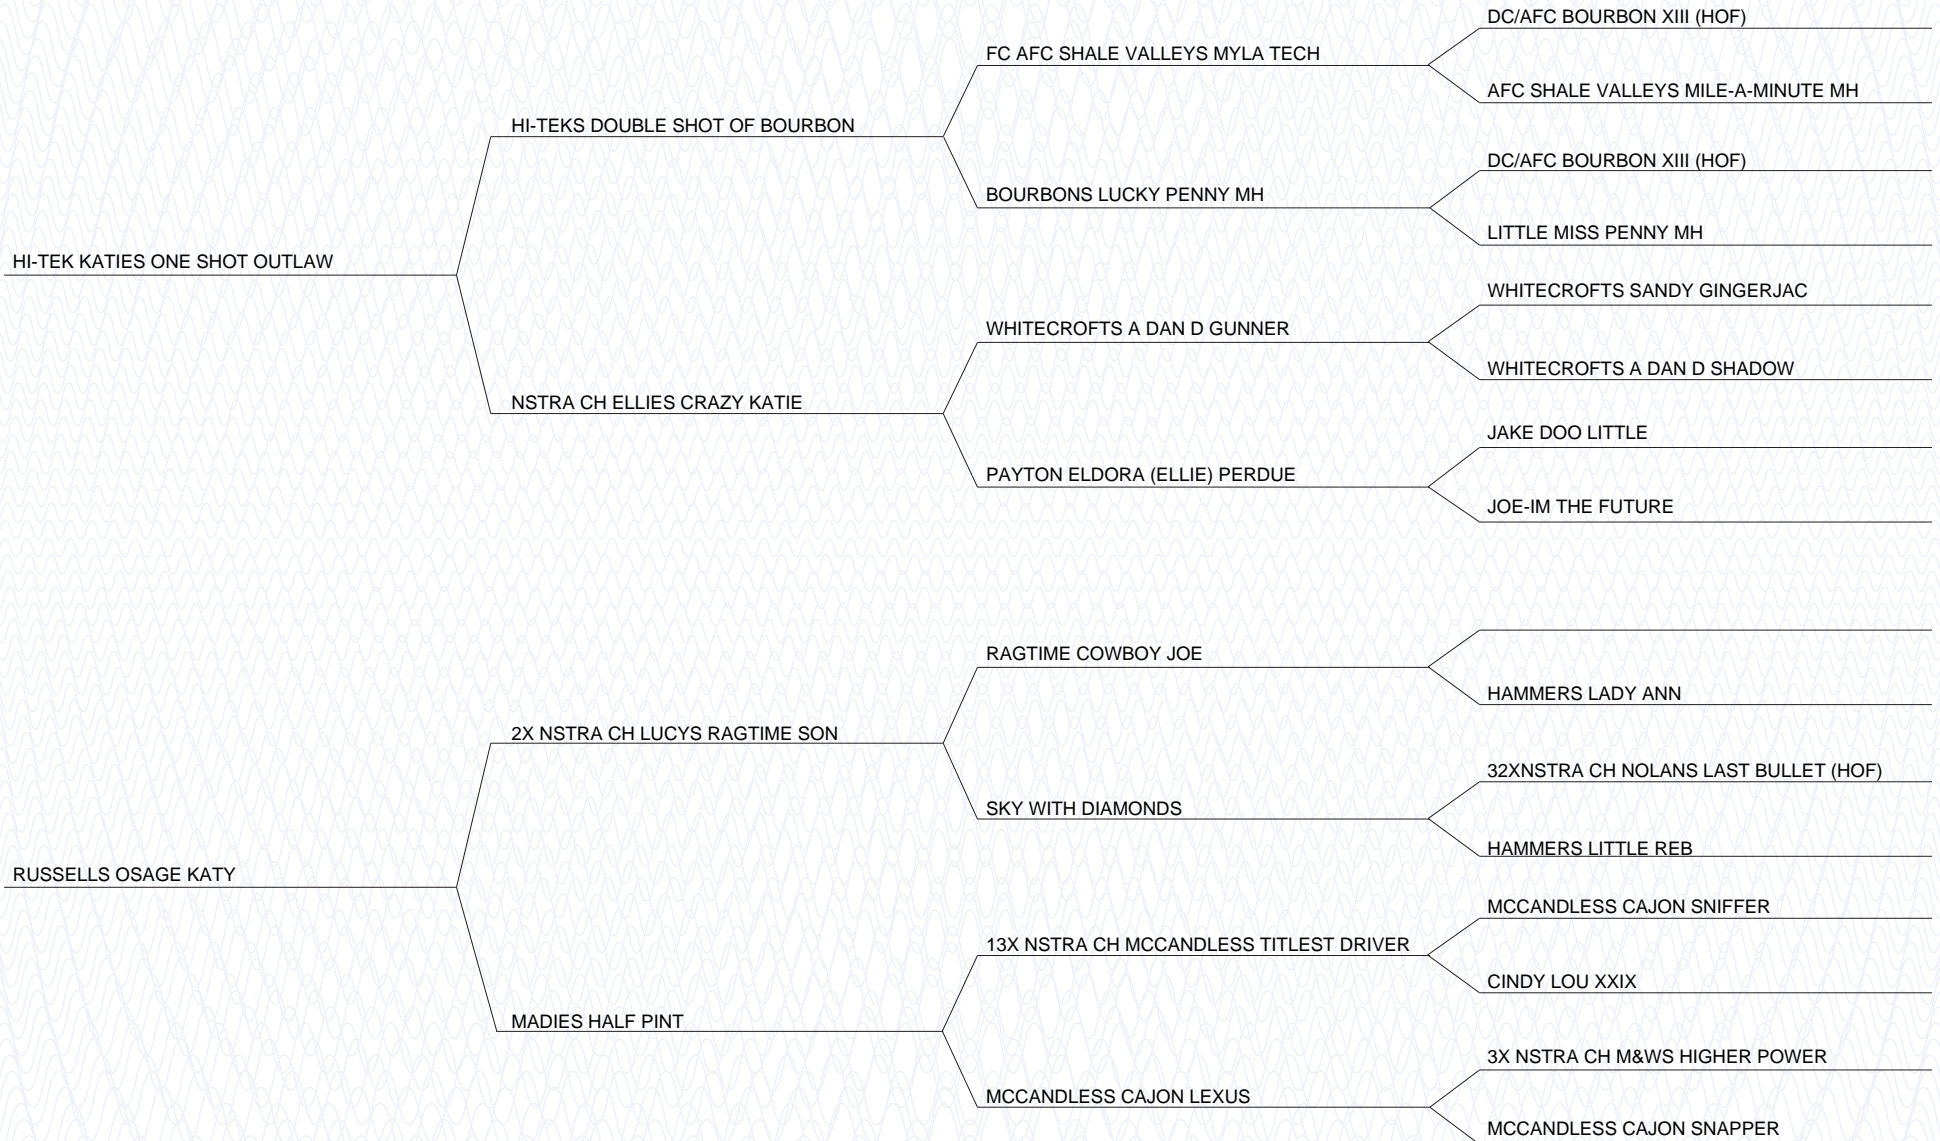 DC/AFC BOURBON XIII (HOF)
FC AFC SHALE VALLEYS MYLA TECH
AFC SHALE VALLEYS MILE-A-MINUTE MH
HI-TEKS DOUBLE SHOT OF BOURBON
DC/AFC BOURBON XIII (HOF)
BOURBONS LUCKY PENNY MH
LITTLE MISS PENNY MH
HI-TEK KATIES ONE SHOT OUTLAW
WHITECROFTS SANDY GINGERJAC
WHITECROFTS A DAN D GUNNER
WHITECROFTS A DAN D SHADOW
NSTRA CH ELLIES CRAZY KATIE
JAKE DOO LITTLE
PAYTON ELDORA (ELLIE) PERDUE
JOE-IM THE FUTURE
RAGTIME COWBOY JOE
HAMMERS LADY ANN
2X NSTRA CH LUCYS RAGTIME SON
32XNSTRA CH NOLANS LAST BULLET (HOF)
SKY WITH DIAMONDS
HAMMERS LITTLE REB
RUSSELLS OSAGE KATY
MCCANDLESS CAJON SNIFFER
13X NSTRA CH MCCANDLESS TITLEST DRIVER
CINDY LOU XXIX
MADIES HALF PINT
3X NSTRA CH M&WS HIGHER POWER
MCCANDLESS CAJON LEXUS
MCCANDLESS CAJON SNAPPER